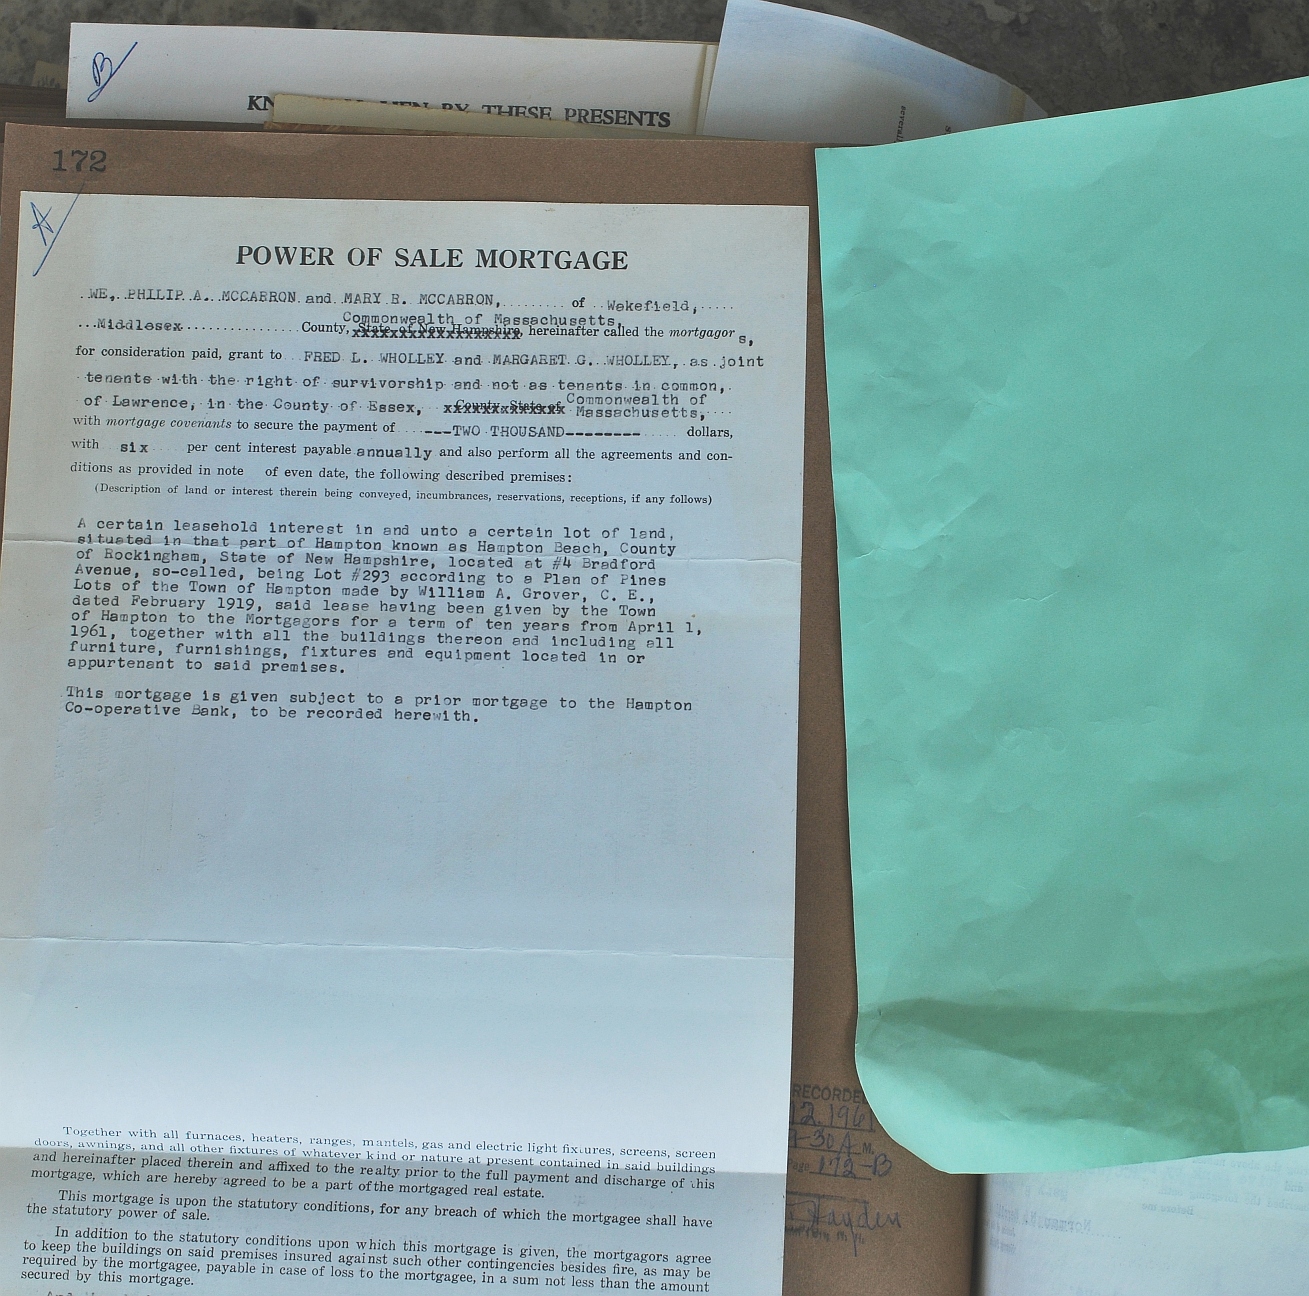 B
BY THESE PRESENTS
several
172
A
POWER OF SALE MORTGAGE
WE, PHILIP A. MCCARRON and MARY B. MCCARRON, of Wakefield,
Commonwealth of Massachusetts,
Middlesex County, State of New Hampshire, hereinafter called the mortgagor s,
for consideration paid, grant to FRED L. WHOLLEY and MARGARET G. WHOLLEY, as joint
tenants with the right of survivorship and not as tenants in common,
Commonwealth of
of Lawrence, in the County of Essex, County, State of Massachusetts,
with mortgage covenants to secure the payment of ---TWO THOUSAND-------- dollars,
with six per cent interest payable annually and also perform all the agreements and con-
ditions as provided in note of even date, the following described premises:
(Description of land or interest therein being conveyed, incumbrances, reservations, receptions, if any follows)
A certain leasehold interest in and unto a certain lot of land,
situated in that part of Hampton known as Hampton Beach, County
of Rockingham, State of New Hampshire, located at #4 Bradford
Avenue, so-called, being Lot #293 according to a Plan of Pines
Lots of the Town of Hampton made by William A. Grover, C. E.,
dated February 1919, said lease having been given by the Town
of Hampton to the Mortgagors for a term of ten years from April 1,
1961, together with all the buildings thereon and including all
furniture, furnishings, fixtures and equipment located in or
appurtenant to said premises.
This mortgage is given subject to a prior mortgage to the Hampton
Co-operative Bank, to be recorded herewith.
Together with all furnaces, heaters, ranges, mantels, gas and electric light fixtures, screens, screen
doors, awnings, and all other fixtures of whatever kind or nature at present contained in said buildings
and hereinafter placed therein and affixed to the realty prior to the full payment and discharge of this
mortgage, which are hereby agreed to be a part of the mortgaged real estate.
This mortgage is upon the statutory conditions, for any breach of which the mortgagee shall have
the statutory power of sale.
In addition to the statutory conditions upon which this mortgage is given, the mortgagors agree
to keep the buildings on said premises insured against such other contingencies besides fire, as may be
required by the mortgagee, payable in case of loss to the mortgagee, in a sum not less than the amount
secured by this mortgage.
RECORDE
12 196
30 A M.
Page 172-B
Hayden